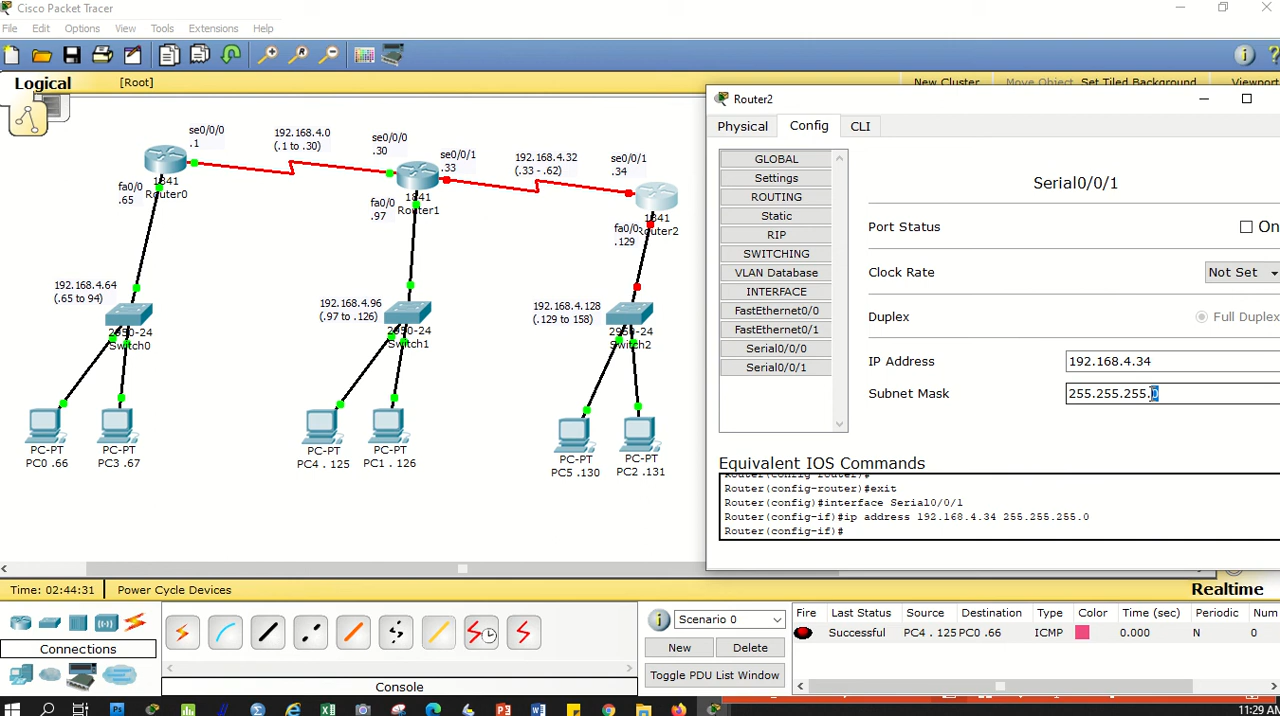 Cisco Packet Tracer
File Edit Options View Tools Extensions Help
Logical
[Root]
New Cluster
Move Object
Set Tiled Background
Viewport
se0/0/0
.1
192.168.4.0
(.1 to .30)
se0/0/0
.30
se0/0/1
.33
192.168.4.32
(.33 - .62)
se0/0/1
.34
1841
Router0
fa0/0
.65
1841
Router1
fa0/0
.97
1841
Router2
fa0/0
.129
192.168.4.64
(.65 to 94)
192.168.4.96
(.97 to .126)
192.168.4.128
(.129 to 158)
2950-24
Switch0
2950-24
Switch1
2950-24
Switch2
PC-PT
PC0 .66
PC-PT
PC3 .67
PC-PT
PC4 . 125
PC-PT
PC1 . 126
PC-PT
PC5 .130
PC-PT
PC2 .131
Router2
Physical Config CLI
GLOBAL
Settings
ROUTING
Static
RIP
SWITCHING
VLAN Database
INTERFACE
FastEthernet0/0
FastEthernet0/1
Serial0/0/0
Serial0/0/1
Serial0/0/1
Port Status
On
Clock Rate
Not Set
Duplex
Full Duplex
IP Address
192.168.4.34
Subnet Mask
255.255.255.0
Equivalent IOS Commands
Router(config-router)#
Router(config-router)#exit
Router(config)#interface Serial0/0/1
Router(config-if)#ip address 192.168.4.34 255.255.255.0
Router(config-if)#
Time: 02:44:31
Power Cycle Devices
Realtime
Connections
Console
Scenario 0
New
Delete
Toggle PDU List Window
Fire Last Status Source Destination Type Color Time (sec) Periodic Num
Successful PC4 . 125 PC0 .66 ICMP 0.000 N 0
11:29 AM